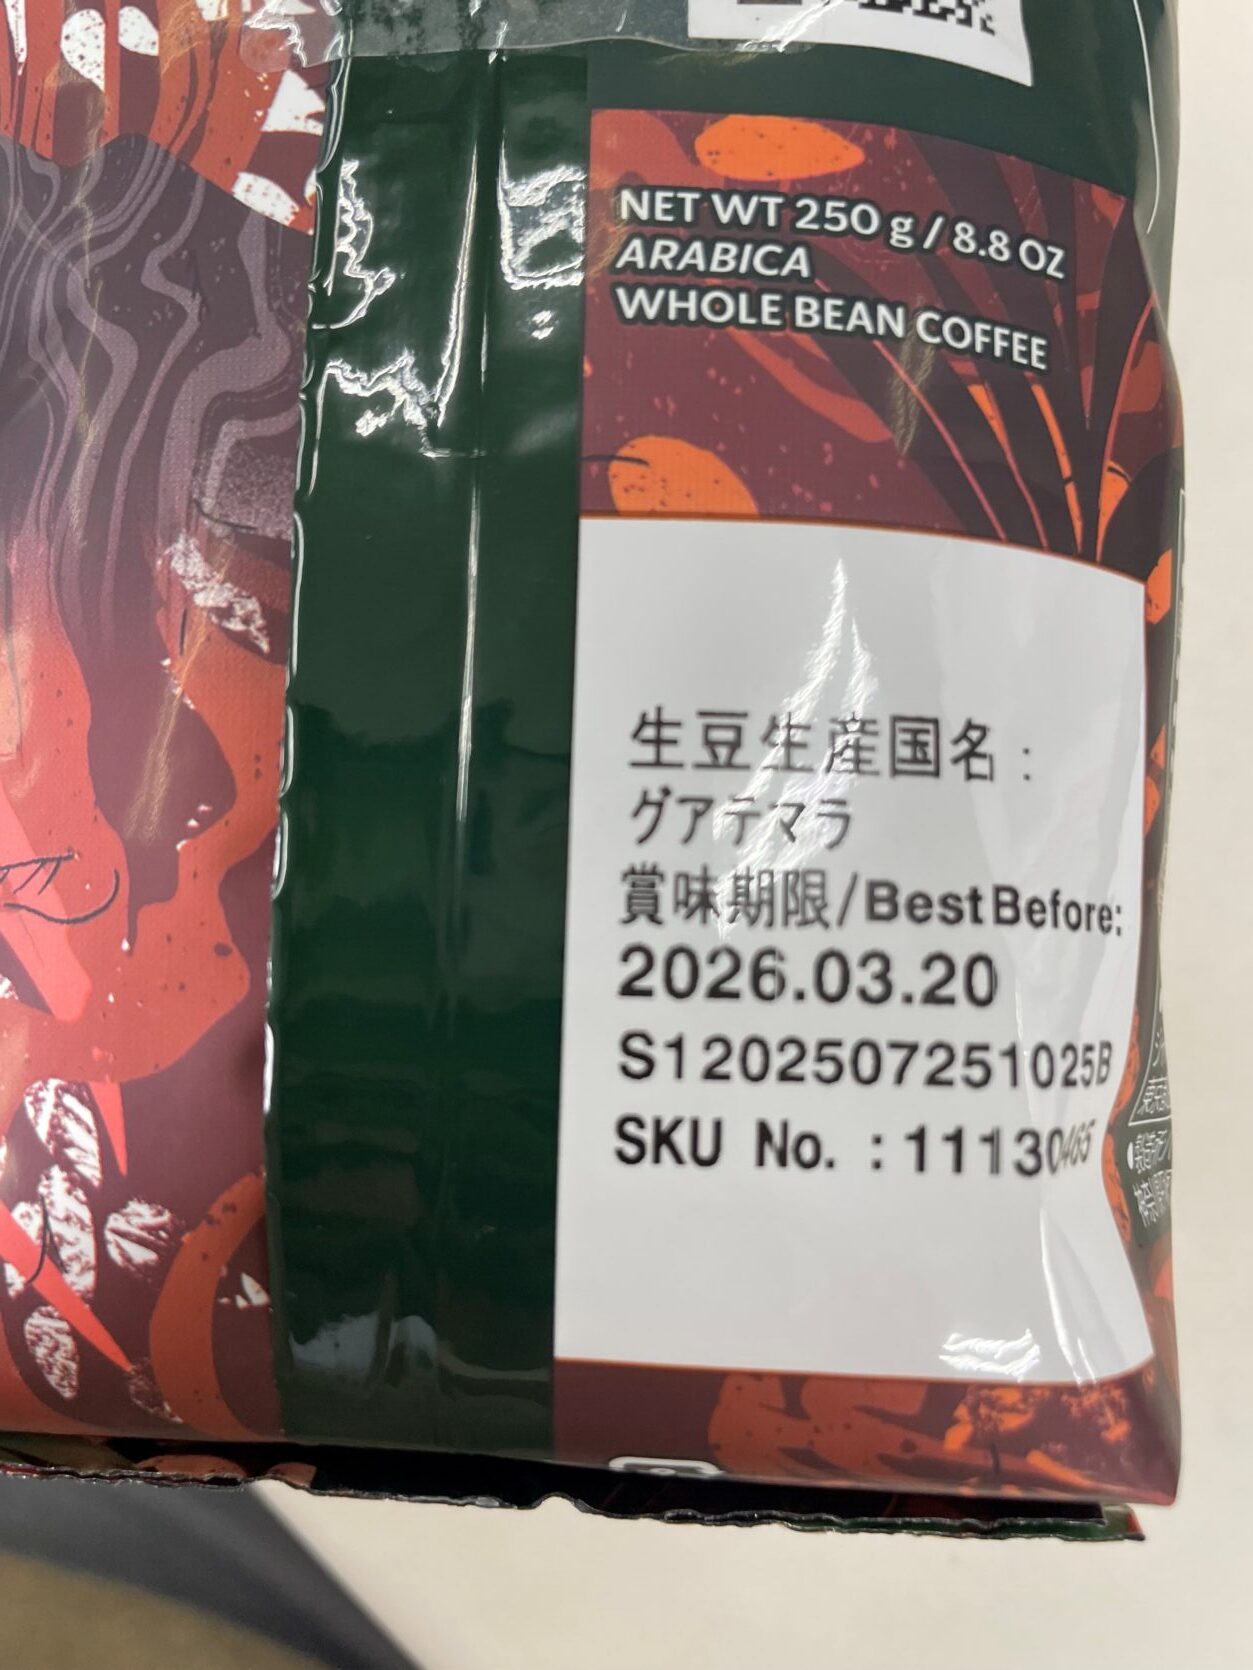 NET WT 250 g / 8.8 OZ
ARABICA
WHOLE BEAN COFFEE
生豆生産国名:
グアテマラ
賞味期限/Best Before:
2026.03.20
S1202507251025B
SKU No. : 11130465